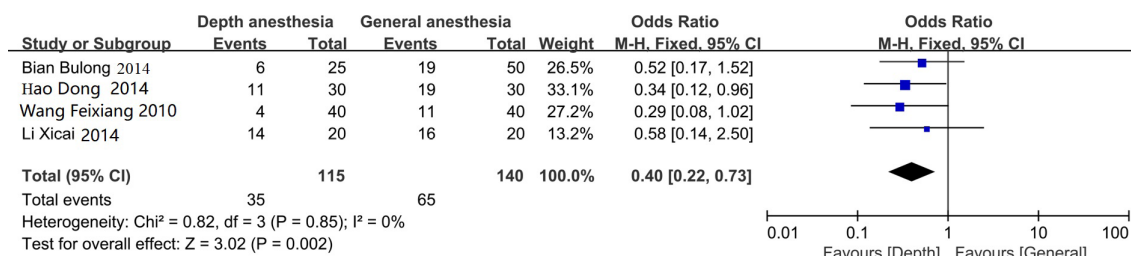 Depth anesthesia General anesthesia Odds Ratio Odds Ratio
Study or Subgroup Events Total Events Total Weight M-H, Fixed, 95% CI M-H, Fixed, 95% CI
Bian Bulong 2014 6 25 19 50 26.5% 0.52 [0.17, 1.52]
Hao Dong 2014 11 30 19 30 33.1% 0.34 [0.12, 0.96]
Wang Feixiang 2010 4 40 11 40 27.2% 0.29 [0.08, 1.02]
Li Xicai 2014 14 20 16 20 13.2% 0.58 [0.14, 2.50]
Total (95% CI) 115 140 100.0% 0.40 [0.22, 0.73]
Total events 35 65
Heterogeneity: Chi² = 0.82, df = 3 (P = 0.85); I² = 0%
Test for overall effect: Z = 3.02 (P = 0.002)
0.01 0.1 1 10 100
Favours [Depth] Favours [General]